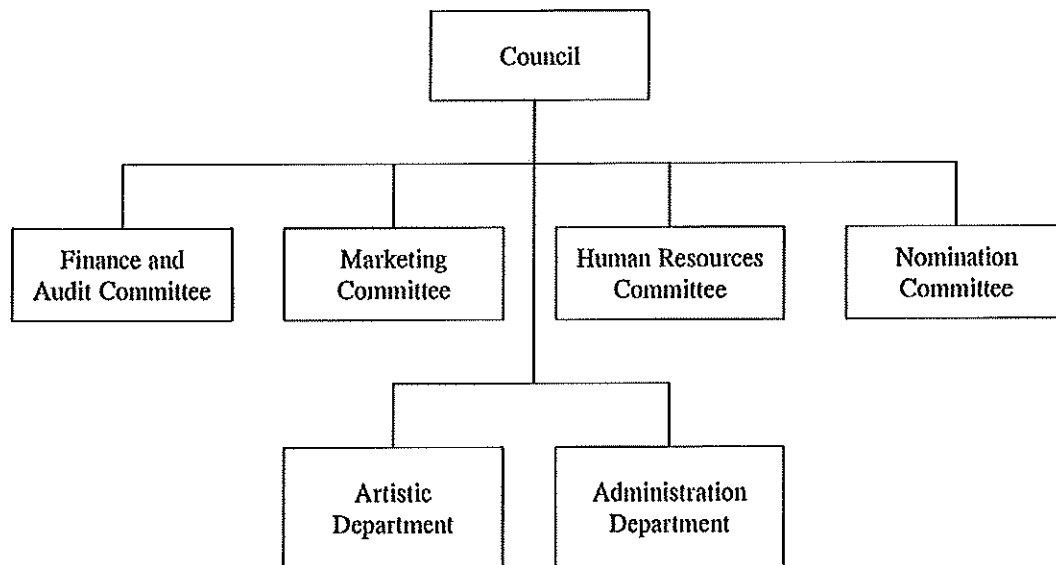 Council
Finance and
Audit Committee
Marketing
Committee
Human Resources
Committee
Nomination
Committee
Artistic
Department
Administration
Department